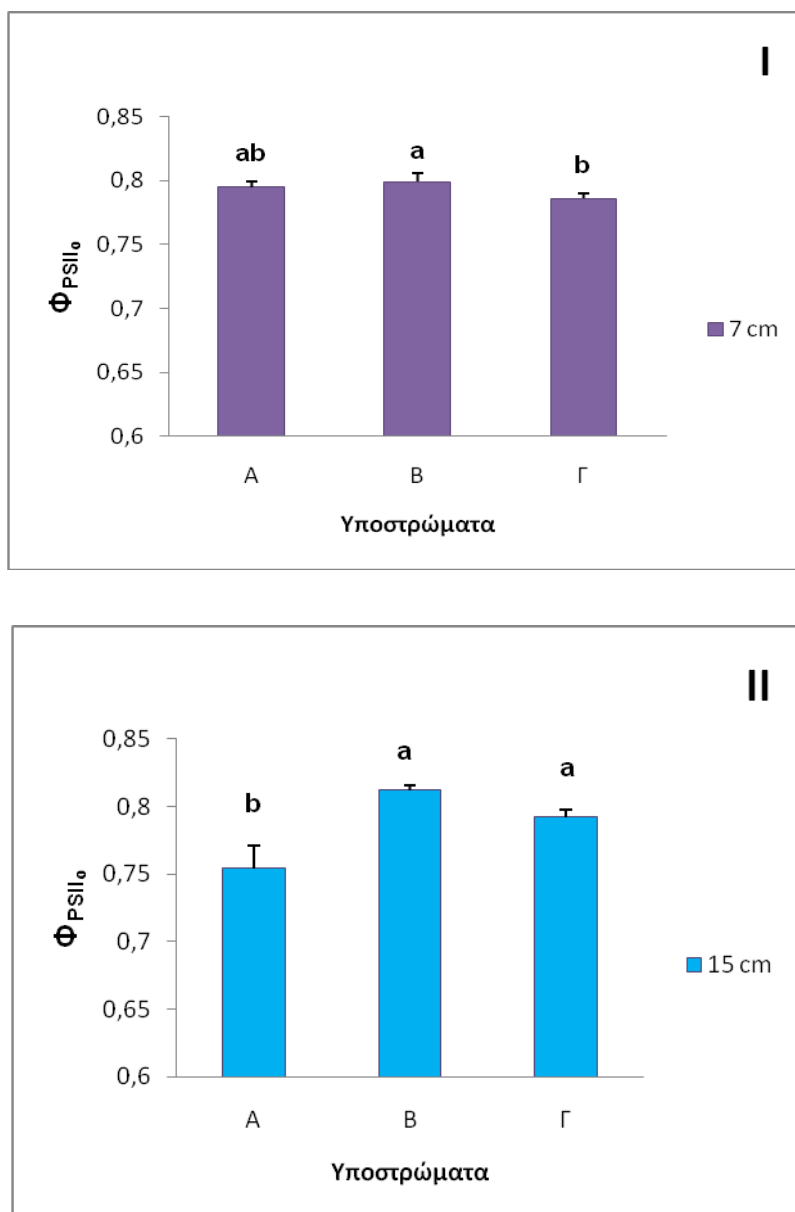 I
0,85
0,8
0,75
0,7
0,65
0,6
ΦPSIIₒ
ab
a
b
7 cm
Α
Β
Γ
Υποστρώματα
II
0,85
0,8
0,75
0,7
0,65
0,6
ΦPSIIₒ
b
a
a
15 cm
Α
Β
Γ
Υποστρώματα